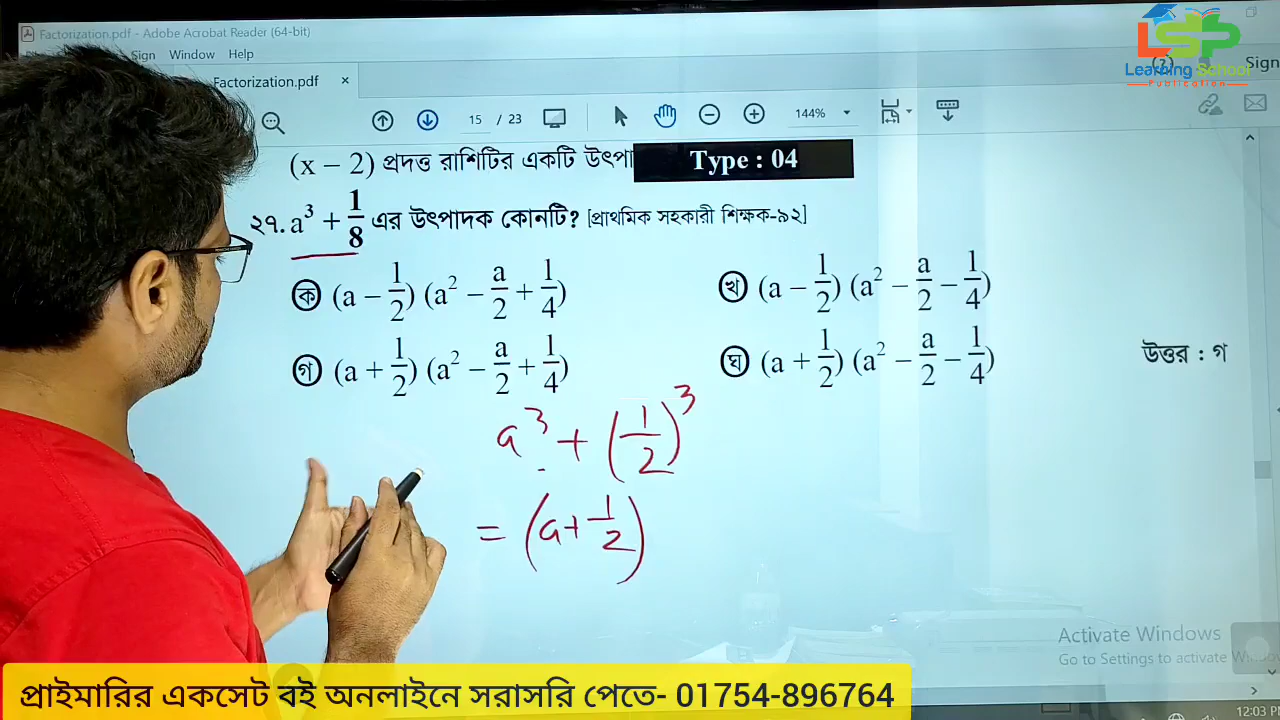 Factorization.pdf - Adobe Acrobat Reader (64-bit)
Sign Window Help
Factorization.pdf ×
15 / 23 144%
LSP
Learning School
Publication
Sign
(x – 2) প্রদত্ত রাশিটির একটি
Type : 04
২৭. a³ + 1/8 এর উৎপাদক কোনটি? [প্রাথমিক সহকারী শিক্ষক-৯২]
ক (a – 1/2) (a² – a/2 + 1/4) খ (a – 1/2) (a² – a/2 – 1/4)
গ (a + 1/2) (a² – a/2 + 1/4) ঘ (a + 1/2) (a² – a/2 – 1/4) উত্তর : গ
a³ + (1/2)³
= (a + 1/2)
Activate Windows
Go to Settings to activate
12:03
প্রাইমারির একসেট বই অনলাইনে সরাসরি পেতে- 01754-896764